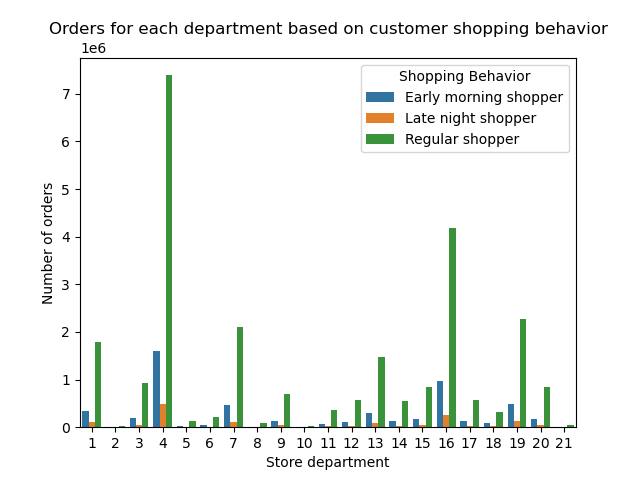 Orders for each department based on customer shopping behavior
1e6
7
6
5
4
3
2
1
0
Number of orders
Shopping Behavior
Early morning shopper
Late night shopper
Regular shopper
1 2 3 4 5 6 7 8 9 10 11 12 13 14 15 16 17 18 19 20 21
Store department